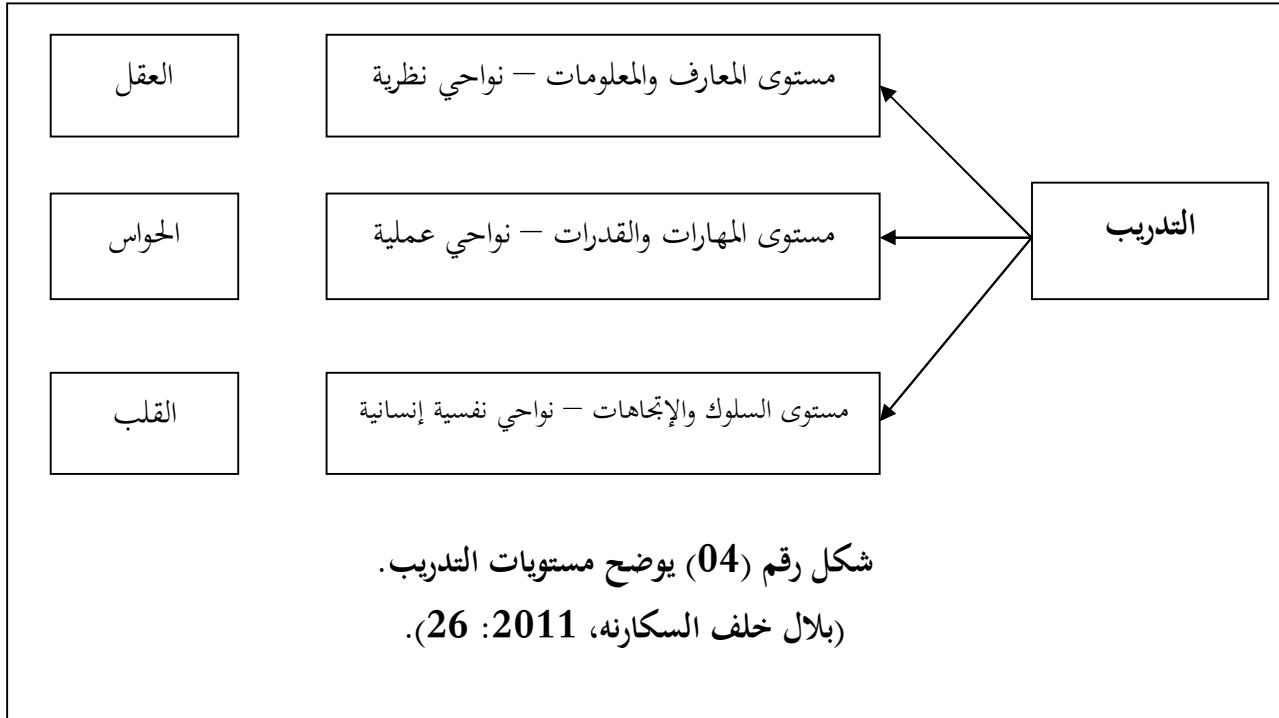 العقل
مستوى المعارف والمعلومات – نواحي نظرية
التدريب
الحواس
مستوى المهارات والقدرات – نواحي عملية
القلب
مستوى السلوك والإتجاهات – نواحي نفسية إنسانية
شكل رقم (04) يوضح مستويات التدريب.
(بلال خلف السكارنه، 2011: 26).